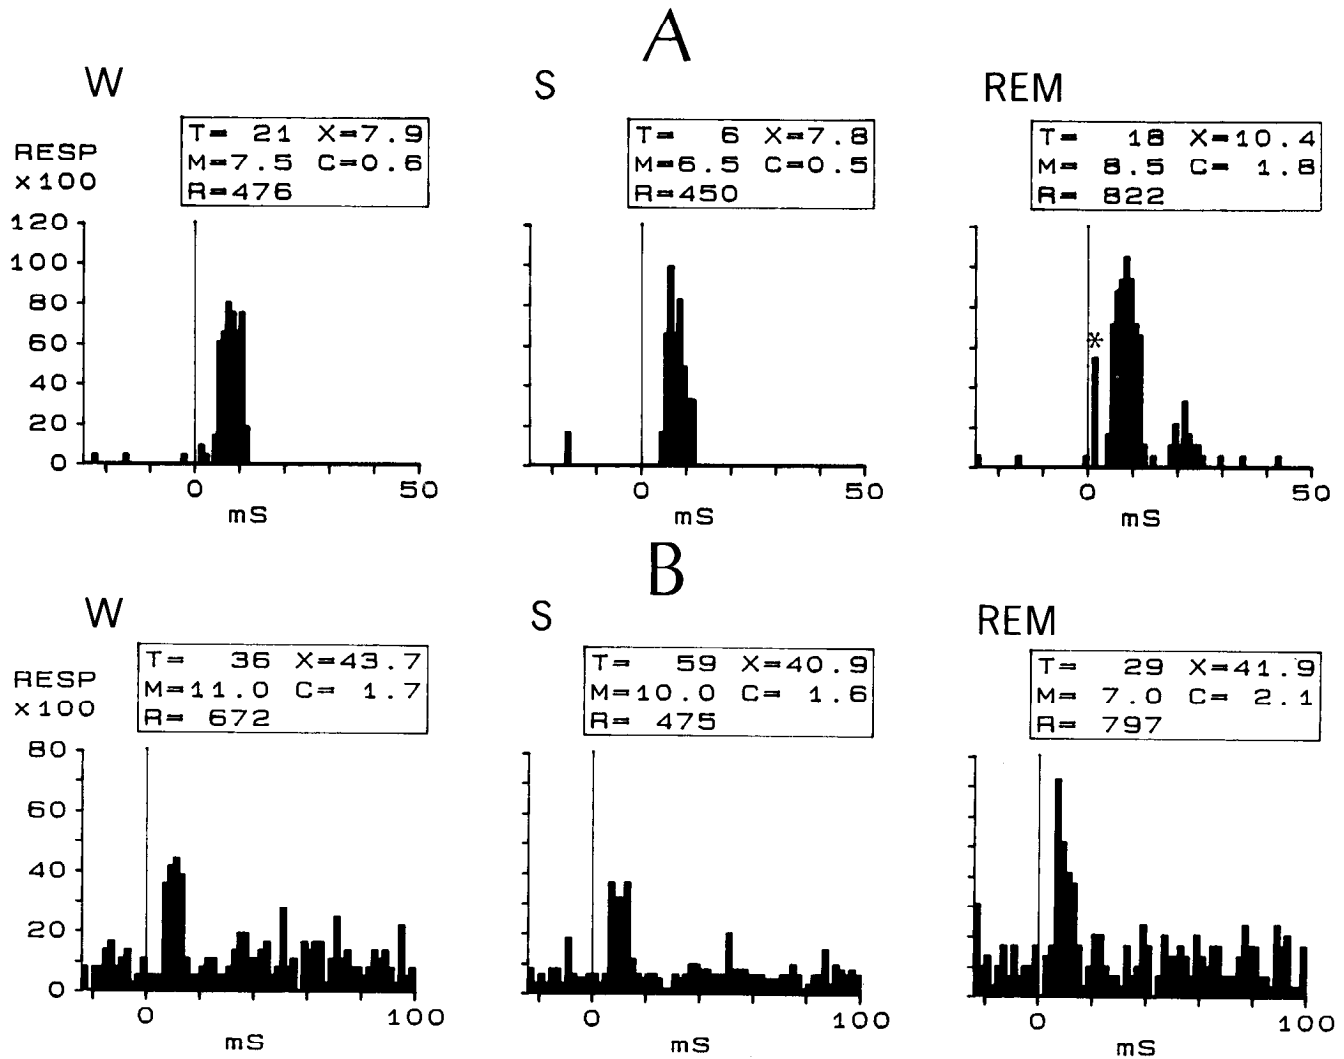 A
W
S
REM
T= 21 X=7.9
M=7.5 C=0.6
R=476
T= 6 X=7.8
M=6.5 C=0.5
R=450
T= 18 X=10.4
M= 8.5 C= 1.8
R= 822
RESP
x100
120
100
80
60
40
20
0
*
0 50
mS
0 50
mS
0 50
mS
B
W
S
REM
T= 36 X=43.7
M=11.0 C= 1.7
R= 672
T= 59 X=40.9
M=10.0 C= 1.6
R= 475
T= 29 X=41.9
M= 7.0 C= 2.1
R= 797
RESP
x100
80
60
40
20
0
0 100
mS
0 100
mS
0 100
mS